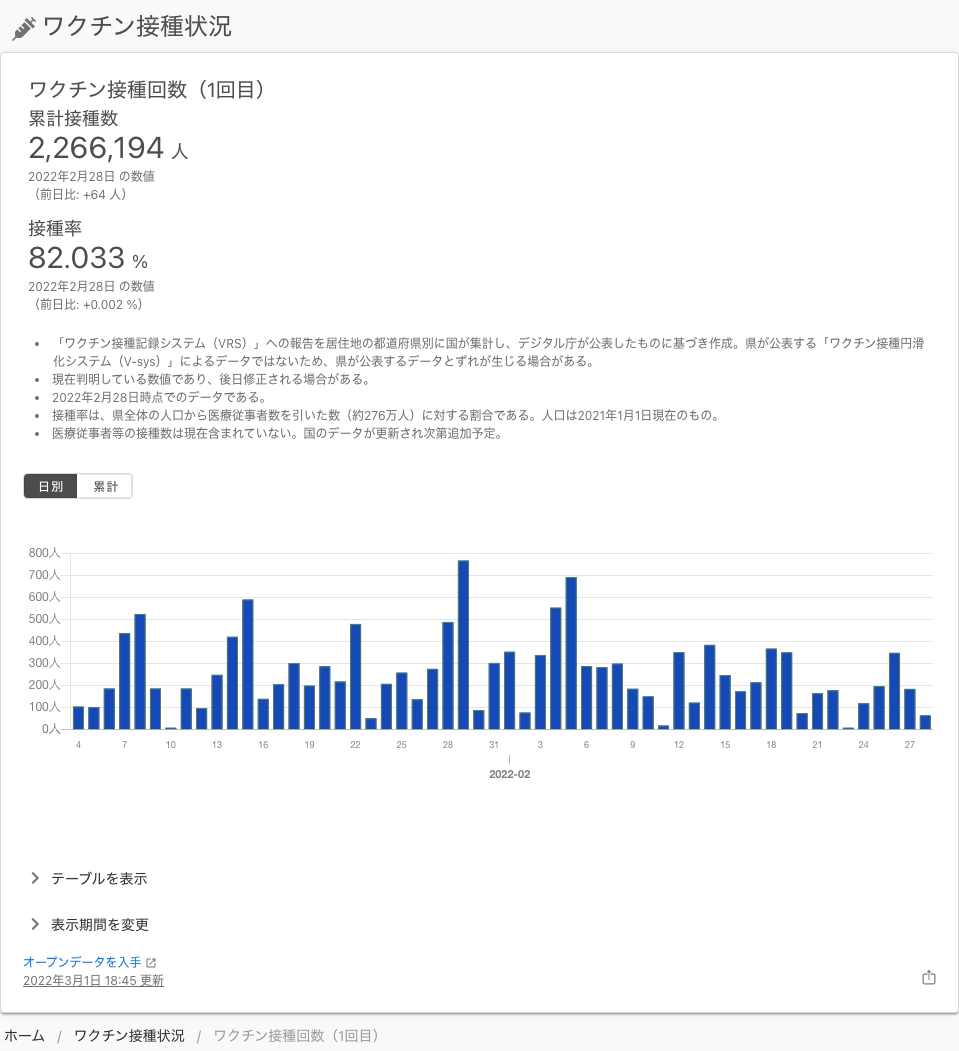 ワクチン接種状況
ワクチン接種回数（1回目）
累計接種数
2,266,194 人
2022年2月28日 の数値
（前日比: +64 人）
接種率
82.033 %
2022年2月28日 の数値
（前日比: +0.002 %）
• 「ワクチン接種記録システム（VRS）」への報告を居住地の都道府県別に国が集計し、デジタル庁が公表したものに基づき作成。県が公表する「ワクチン接種円滑
化システム（V-sys）」によるデータではないため、県が公表するデータとずれが生じる場合がある。
• 現在判明している数値であり、後日修正される場合がある。
• 2022年2月28日時点でのデータである。
• 接種率は、県全体の人口から医療従事者数を引いた数（約276万人）に対する割合である。人口は2021年1月1日現在のもの。
• 医療従事者等の接種数は現在含まれていない。国のデータが更新され次第追加予定。
日別 累計
800人
700人
600人
500人
400人
300人
200人
100人
0人
4 7 10 13 16 19 22 25 28 31 3 6 9 12 15 18 21 24 27
2022-02
テーブルを表示
表示期間を変更
オープンデータを入手
2022年3月1日 18:45 更新
ホーム / ワクチン接種状況 / ワクチン接種回数（1回目）